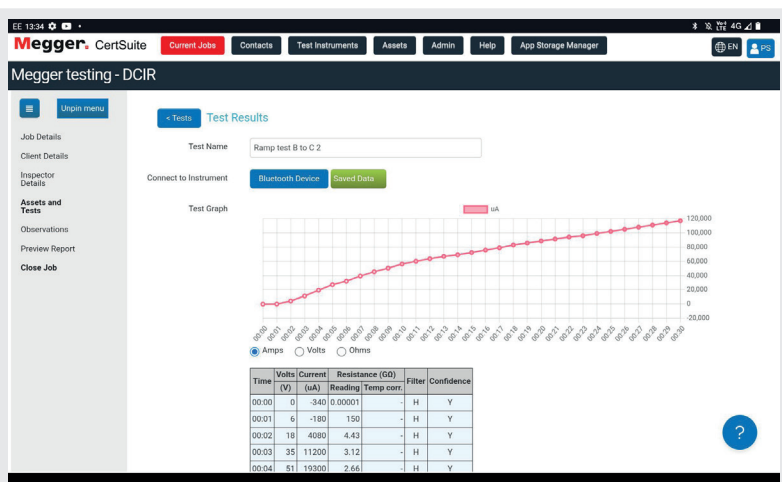 EE 13:34
4G
Megger. CertSuite
Current Jobs
Contacts
Test Instruments
Assets
Admin
Help
App Storage Manager
EN
PS
Megger testing - DCIR
Unpin menu
Job Details
Client Details
Inspector
Details
Assets and
Tests
Observations
Preview Report
Close Job
< Tests
Test Results
Test Name
Ramp test B to C 2
Connect to Instrument
Bluetooth Device
Saved Data
Test Graph
uA
120,000
100,000
80,000
60,000
40,000
20,000
0
-20,000
00:00 00:01 00:02 00:03 00:04 00:05 00:06 00:07 00:08 00:09 00:10 00:11 00:12 00:13 00:14 00:15 00:16 00:17 00:18 00:19 00:20 00:21 00:22 00:23 00:24 00:25 00:26 00:27 00:28 00:29 00:30
Amps Volts Ohms
Time Volts Current Resistance (GΩ) Filter Confidence
(V) (uA) Reading Temp corr.
00:00 0 -340 0.00001 - H Y
00:01 6 -180 150 - H Y
00:02 18 4080 4.43 - H Y
00:03 35 11200 3.12 - H Y
00:04 51 19300 2.66 - H Y
?